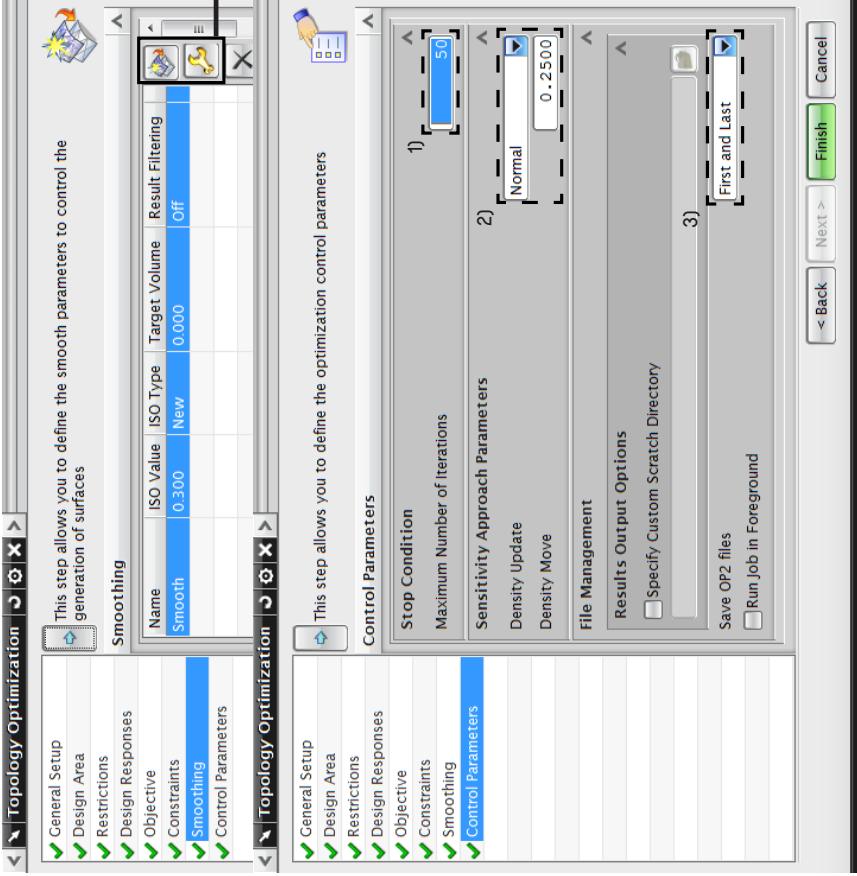 Topology Optimization
General Setup
Design Area
Restrictions
Design Responses
Objective
Constraints
Smoothing
Control Parameters
This step allows you to define the smooth parameters to control the
generation of surfaces
Smoothing
Name ISO Value ISO Type Target Volume Result Filtering
Smooth 0.300 New 0.000 Off
Topology Optimization
General Setup
Design Area
Restrictions
Design Responses
Objective
Constraints
Smoothing
Control Parameters
This step allows you to define the optimization control parameters
Control Parameters
Stop Condition
1)
Maximum Number of Iterations 50
Sensitivity Approach Parameters
2)
Density Update Normal
Density Move 0.2500
File Management
Results Output Options
Specify Custom Scratch Directory
3)
Save OP2 files First and Last
Run Job in Foreground
< Back Next > Finish Cancel